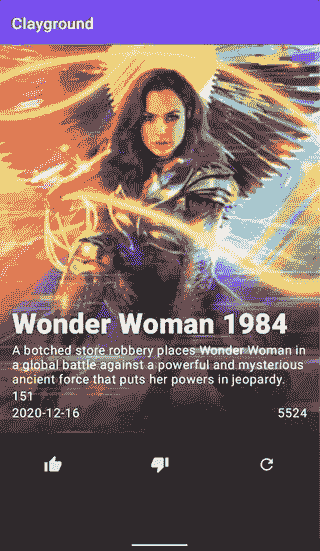 Clayground
Wonder Woman 1984
A botched store robbery places Wonder Woman in
a global battle against a powerful and mysterious
ancient force that puts her powers in jeopardy.
151
2020-12-16 5524